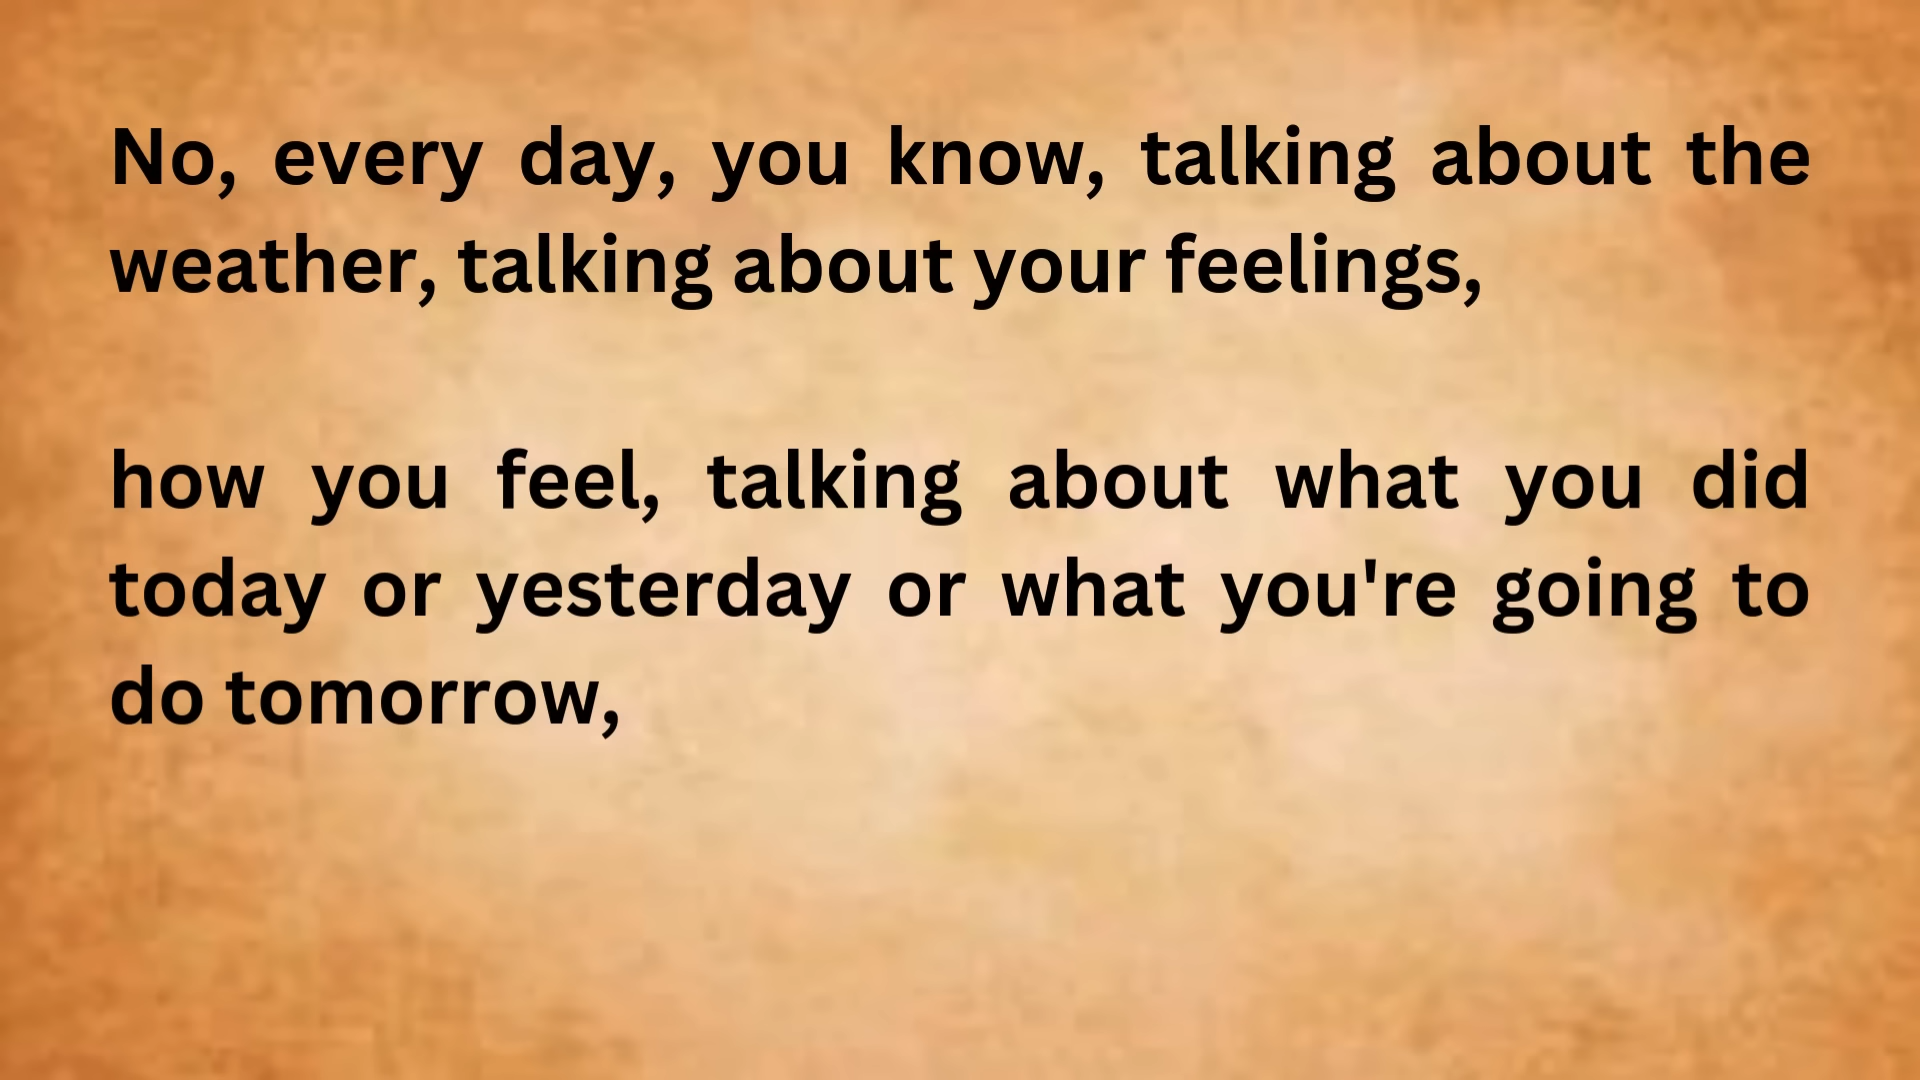 No, every day, you know, talking about the
weather, talking about your feelings,
how you feel, talking about what you did
today or yesterday or what you're going to
do tomorrow,